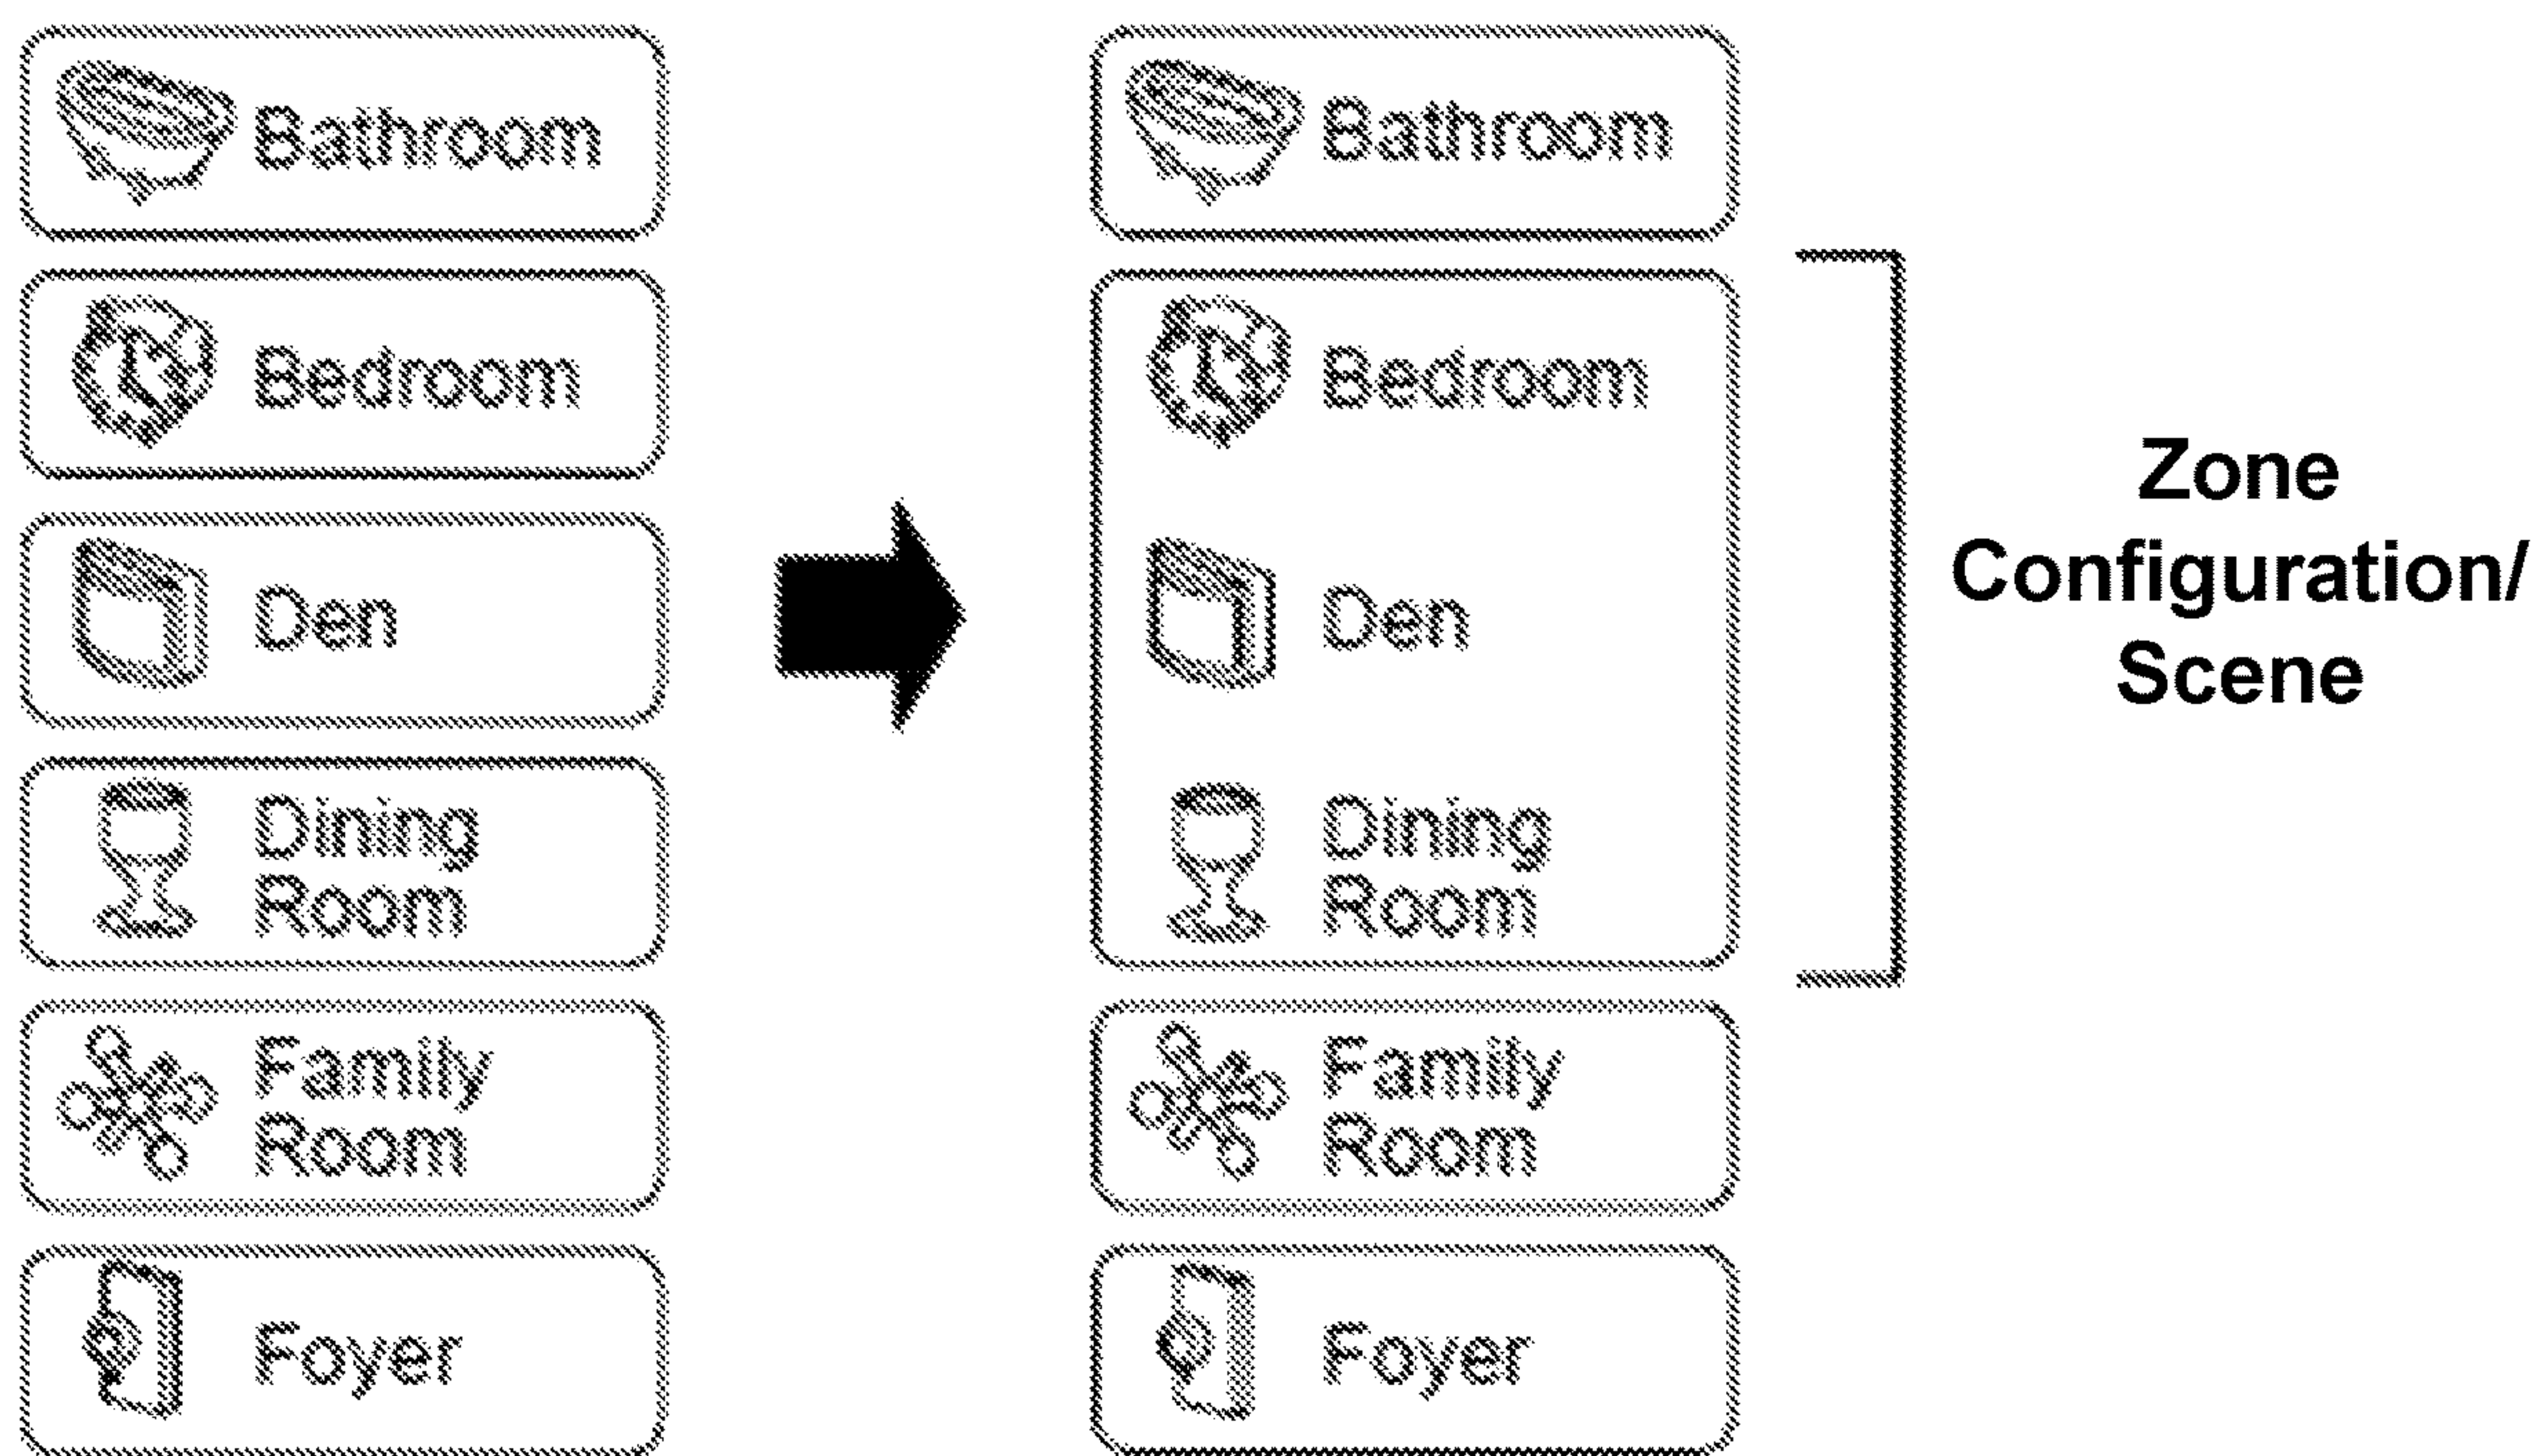 Bathroom
Bedroom
Den
Dining
Room
Family
Room
Foyer
Bathroom
Bedroom
Den
Dining
Room
Family
Room
Foyer
Zone
Configuration/
Scene